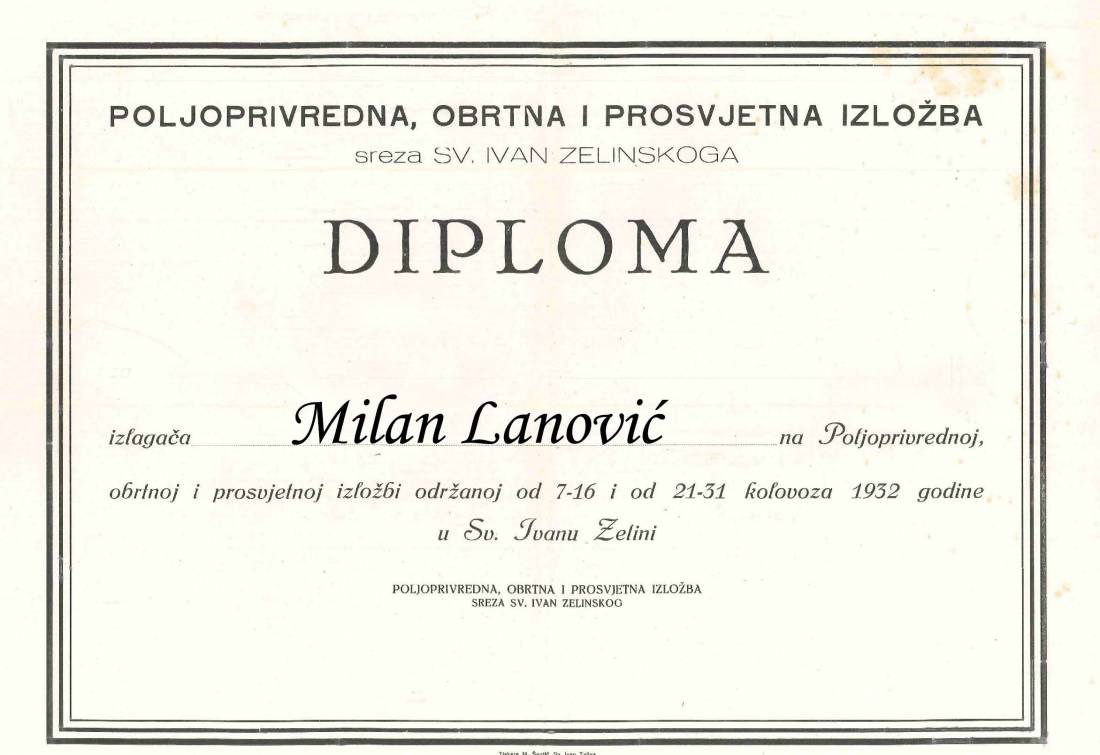 POLJOPRIVREDNA, OBRTNA I PROSVJETNA IZLOŽBA
sreza SV. IVAN ZELINSKOGA
DIPLOMA
izlagača Milan Lanović na Poljoprivrednoj,
obrtnoj i prosvjetnoj izložbi održanoj od 7-16 i od 21-31 kolovoza 1932 godine
u Sv. Ivanu Zelini
POLJOPRIVREDNA, OBRTNA I PROSVJETNA IZLOŽBA
SREZA SV. IVAN ZELINSKOG